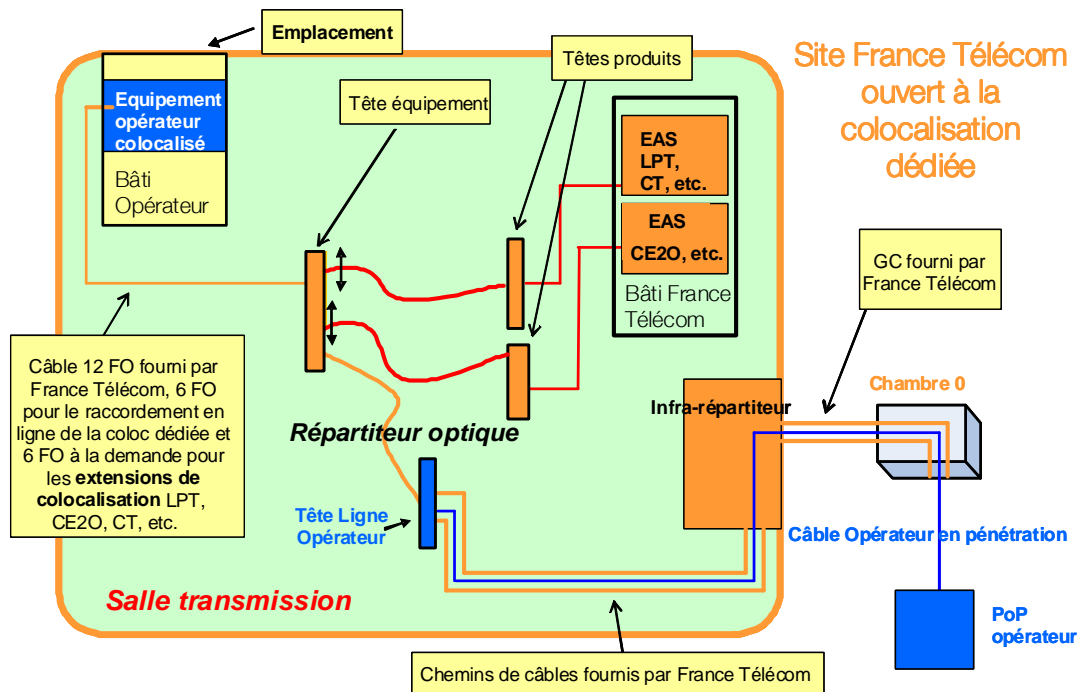 Emplacement
Têtes produits
Site France Télécom
ouvert à la
colocalisation
dédiée
Tête équipement
Equipement
opérateur
colocalisé
Bâti
Opérateur
EAS
LPT,
CT, etc.
EAS
CE2O, etc.
Bâti France
Télécom
GC fourni par
France Télécom
Câble 12 FO fourni par
France Télécom, 6 FO
pour le raccordement en
ligne de la coloc dédiée et
6 FO à la demande pour
les extensions de
colocalisation LPT,
CE2O, CT, etc.
Infra-répartiteur
Chambre 0
Répartiteur optique
Tête Ligne
Opérateur
Câble Opérateur en pénétration
Salle transmission
PoP
opérateur
Chemins de câbles fournis par France Télécom